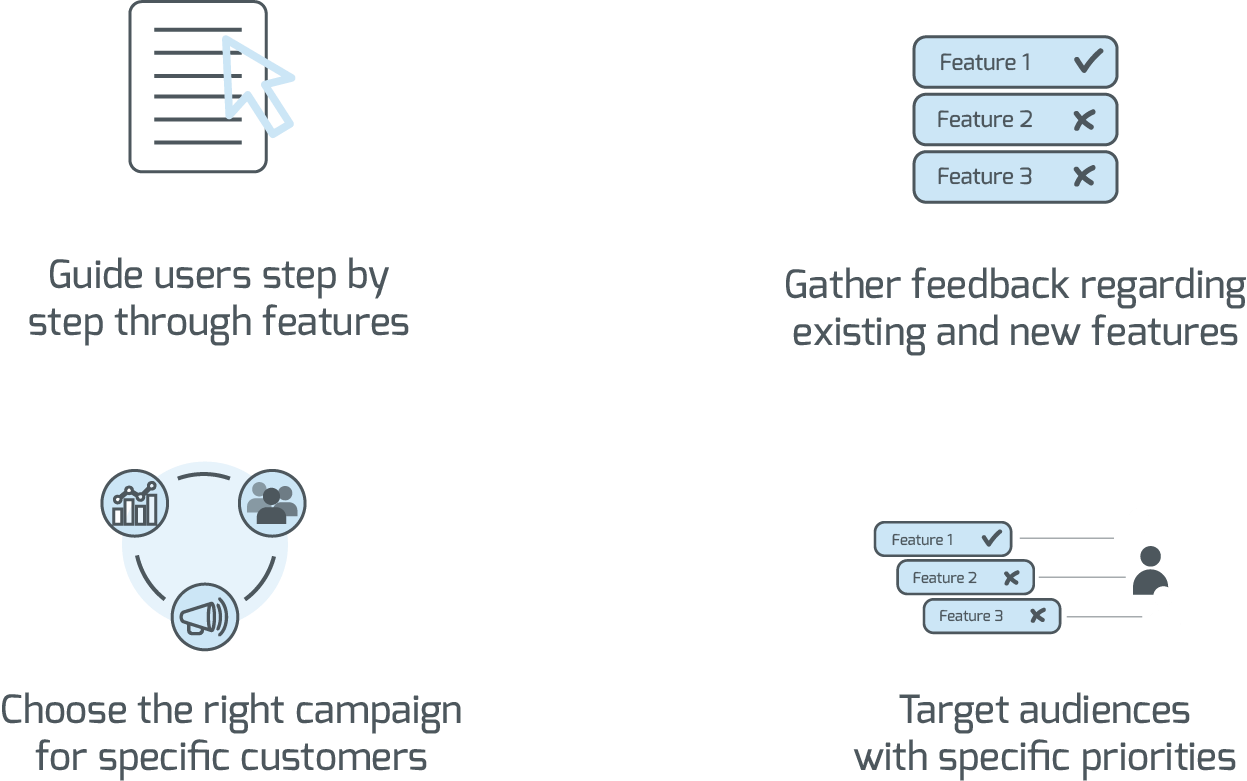 Feature 1
Feature 2
Feature 3
Guide users step by
step through features
Gather feedback regarding
existing and new features
Feature 1
Feature 2
Feature 3
Choose the right campaign
for specific customers
Target audiences
with specific priorities